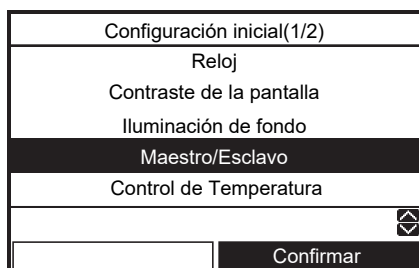 Configuración inicial(1/2)
Reloj
Contraste de la pantalla
Iluminación de fondo
Maestro/Esclavo
Control de Temperatura
Confirmar